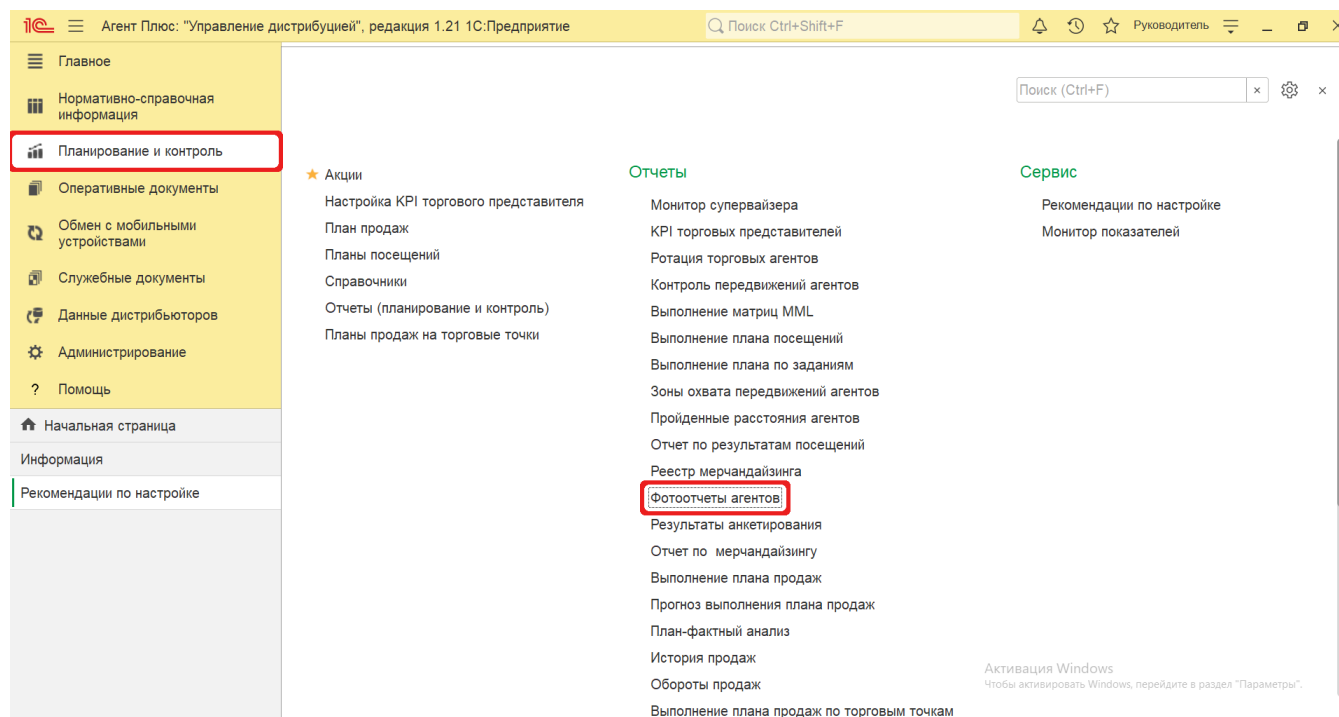 1С Агент Плюс: "Управление дистрибуцией", редакция 1.21 1С:Предприятие
Поиск Ctrl+Shift+F
Руководитель
Главное
Нормативно-справочная
информация
Планирование и контроль
Оперативные документы
Обмен с мобильными
устройствами
Служебные документы
Данные дистрибьюторов
Администрирование
? Помощь
Начальная страница
Информация
Рекомендации по настройке
Поиск (Ctrl+F)
Акции
Настройка KPI торгового представителя
План продаж
Планы посещений
Справочники
Отчеты (планирование и контроль)
Планы продаж на торговые точки
Отчеты
Монитор супервайзера
KPI торговых представителей
Ротация торговых агентов
Контроль передвижений агентов
Выполнение матриц MML
Выполнение плана посещений
Выполнение плана по заданиям
Зоны охвата передвижений агентов
Пройденные расстояния агентов
Отчет по результатам посещений
Реестр мерчандайзинга
Фотоотчеты агентов
Результаты анкетирования
Отчет по мерчандайзингу
Выполнение плана продаж
Прогноз выполнения плана продаж
План-фактный анализ
История продаж
Обороты продаж
Выполнение плана продаж по торговым точкам
Сервис
Рекомендации по настройке
Монитор показателей
Активация Windows
Чтобы активировать Windows, перейдите в раздел "Параметры".